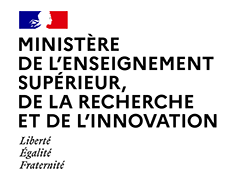 MINISTÈRE
DE L'ENSEIGNEMENT
SUPÉRIEUR,
DE LA RECHERCHE
ET DE L'INNOVATION
Liberté
Égalité
Fraternité